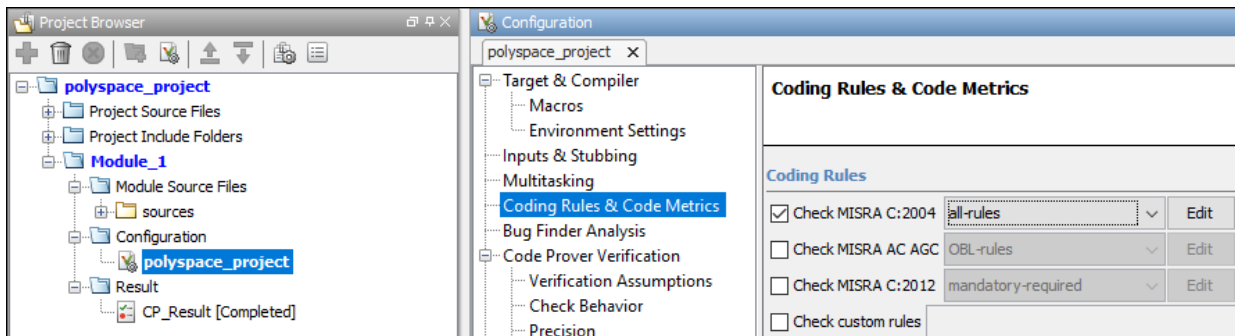 Project Browser
polyspace_project
Project Source Files
Project Include Folders
Module_1
Module Source Files
sources
Configuration
polyspace_project
Result
CP_Result [Completed]
Configuration
polyspace_project X
Target & Compiler
Macros
Environment Settings
Inputs & Stubbing
Multitasking
Coding Rules & Code Metrics
Bug Finder Analysis
Code Prover Verification
Verification Assumptions
Check Behavior
Precision
Coding Rules & Code Metrics
Coding Rules
Check MISRA C:2004 all-rules Edit
Check MISRA AC AGC OBL-rules Edit
Check MISRA C:2012 mandatory-required Edit
Check custom rules